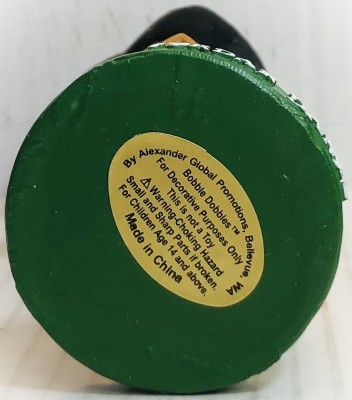 By Alexander Global Promotions, Bellevue, WA
Bobble Dobbles™
For Decorative Purposes Only
This is not a Toy
⚠Warning-Choking Hazard
Small and Sharp Parts if broken.
For Children Age 14 and above.
Made in China